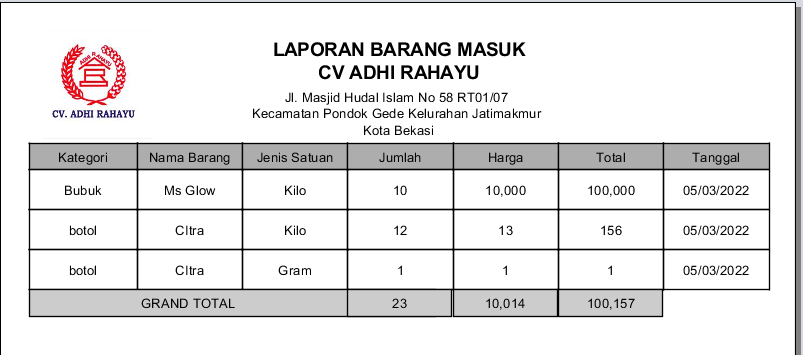 LAPORAN BARANG MASUK
CV ADHI RAHAYU
ADHI RAHAYU
CV. ADHI RAHAYU
Jl. Masjid Hudal Islam No 58 RT01/07
Kecamatan Pondok Gede Kelurahan Jatimakmur
Kota Bekasi
Kategori Nama Barang Jenis Satuan Jumlah Harga Total Tanggal
Bubuk Ms Glow Kilo 10 10,000 100,000 05/03/2022
botol CItra Kilo 12 13 156 05/03/2022
botol CItra Gram 1 1 1 05/03/2022
GRAND TOTAL 23 10,014 100,157